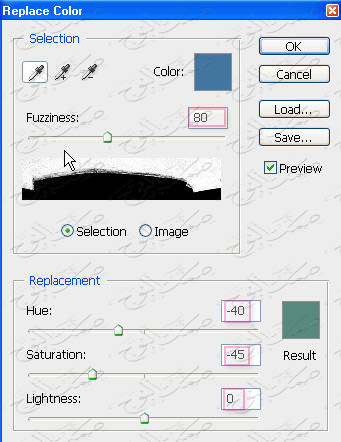 Replace Color
Selection
OK
Color:
Cancel
Fuzziness:
80
Load...
Save...
Preview
Selection
Image
Replacement
Hue:
-40
Saturation:
-45
Result
Lightness:
0